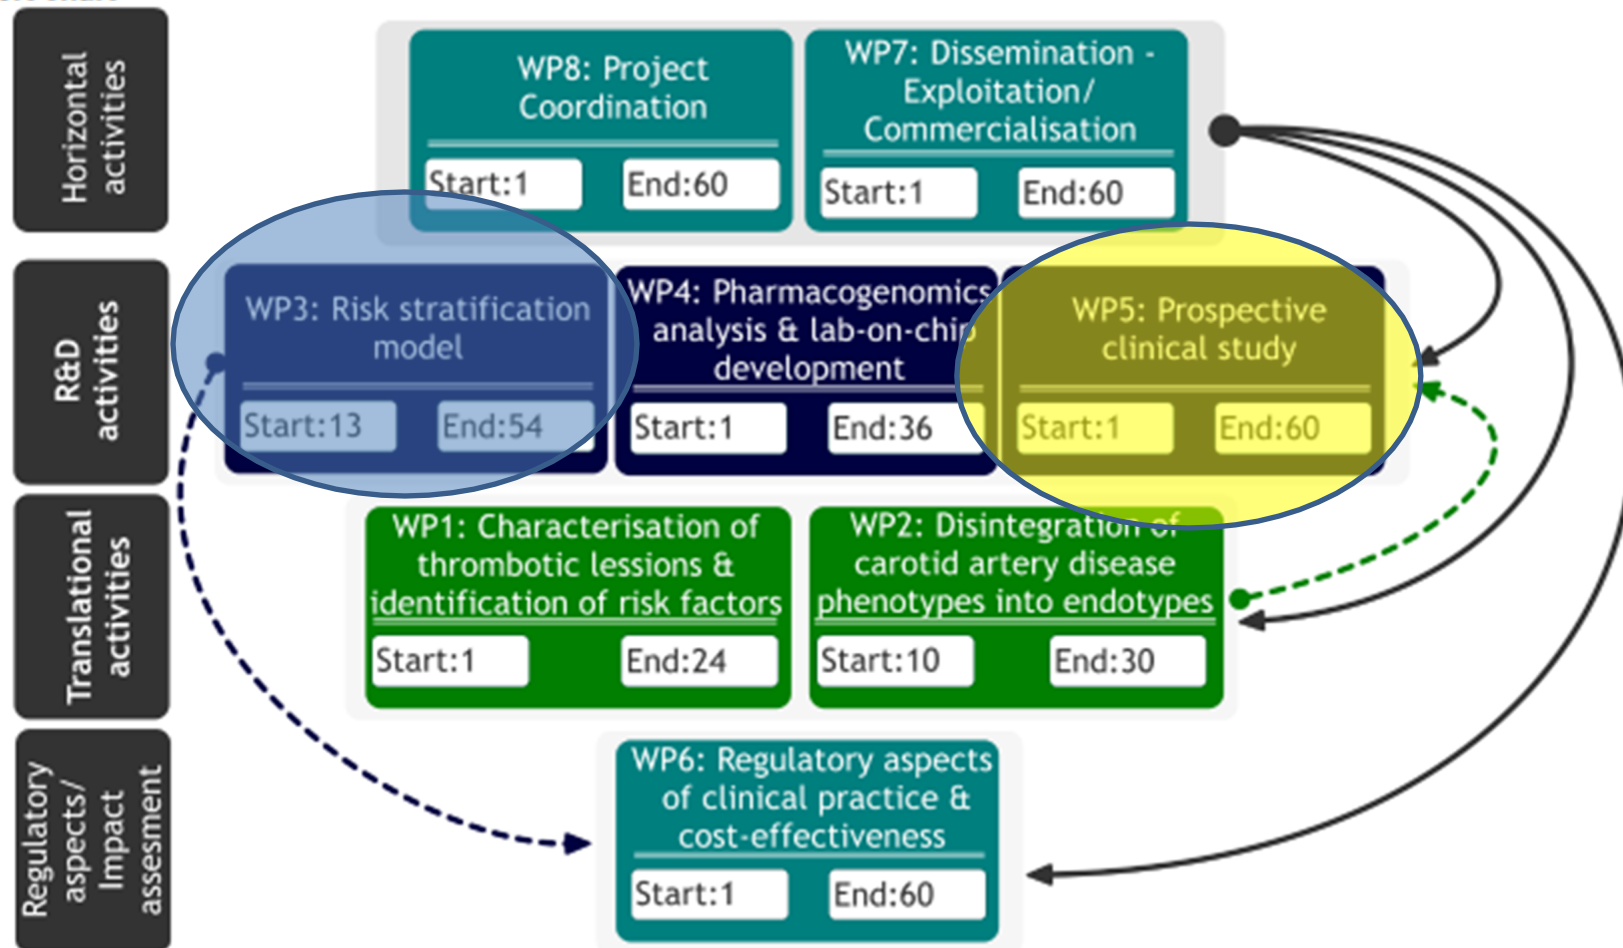 Horizontal
activities
WP8: Project
Coordination
Start:1
End:60
WP7: Dissemination -
Exploitation/
Commercialisation
Start:1
End:60
R&D
activities
WP3: Risk stratification
model
Start:13
End:54
WP4: Pharmacogenomics
analysis & lab-on-chip
development
Start:1
End:36
WP5: Prospective
clinical study
Start:1
End:60
Translational
activities
WP1: Characterisation of
thrombotic lessions &
identification of risk factors
Start:1
End:24
WP2: Disintegration of
carotid artery disease
phenotypes into endotypes
Start:10
End:30
Regulatory
aspects/
Impact
assesment
WP6: Regulatory aspects
of clinical practice &
cost-effectiveness
Start:1
End:60